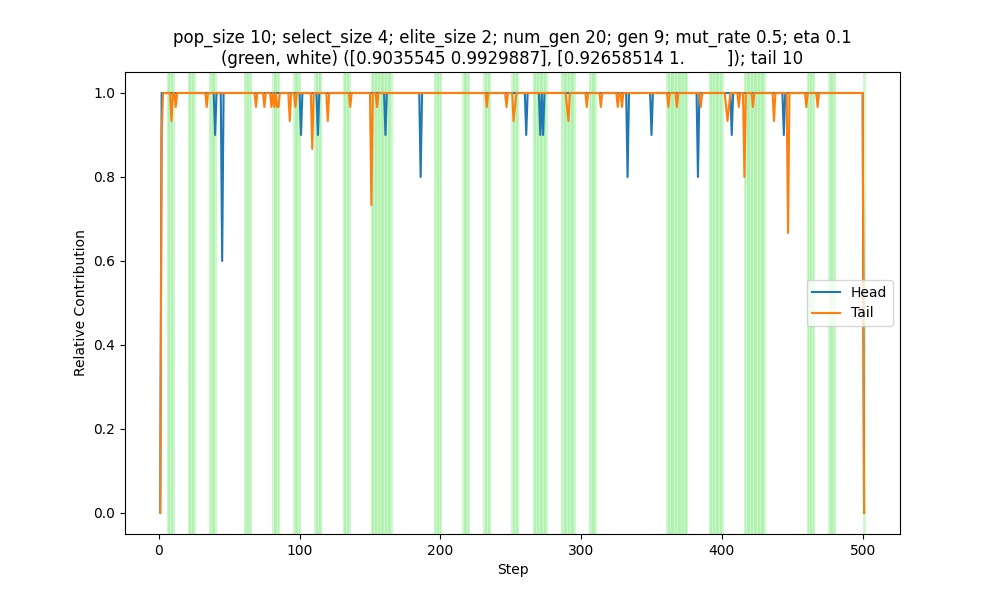 pop_size 10; select_size 4; elite_size 2; num_gen 20; gen 9; mut_rate 0.5; eta 0.1
(green, white) ([0.9035545 0.9929887], [0.92658514 1.         ]); tail 10
Relative Contribution
1.0
0.8
0.6
0.4
0.2
0.0
Head
Tail
0
100
200
300
400
500
Step